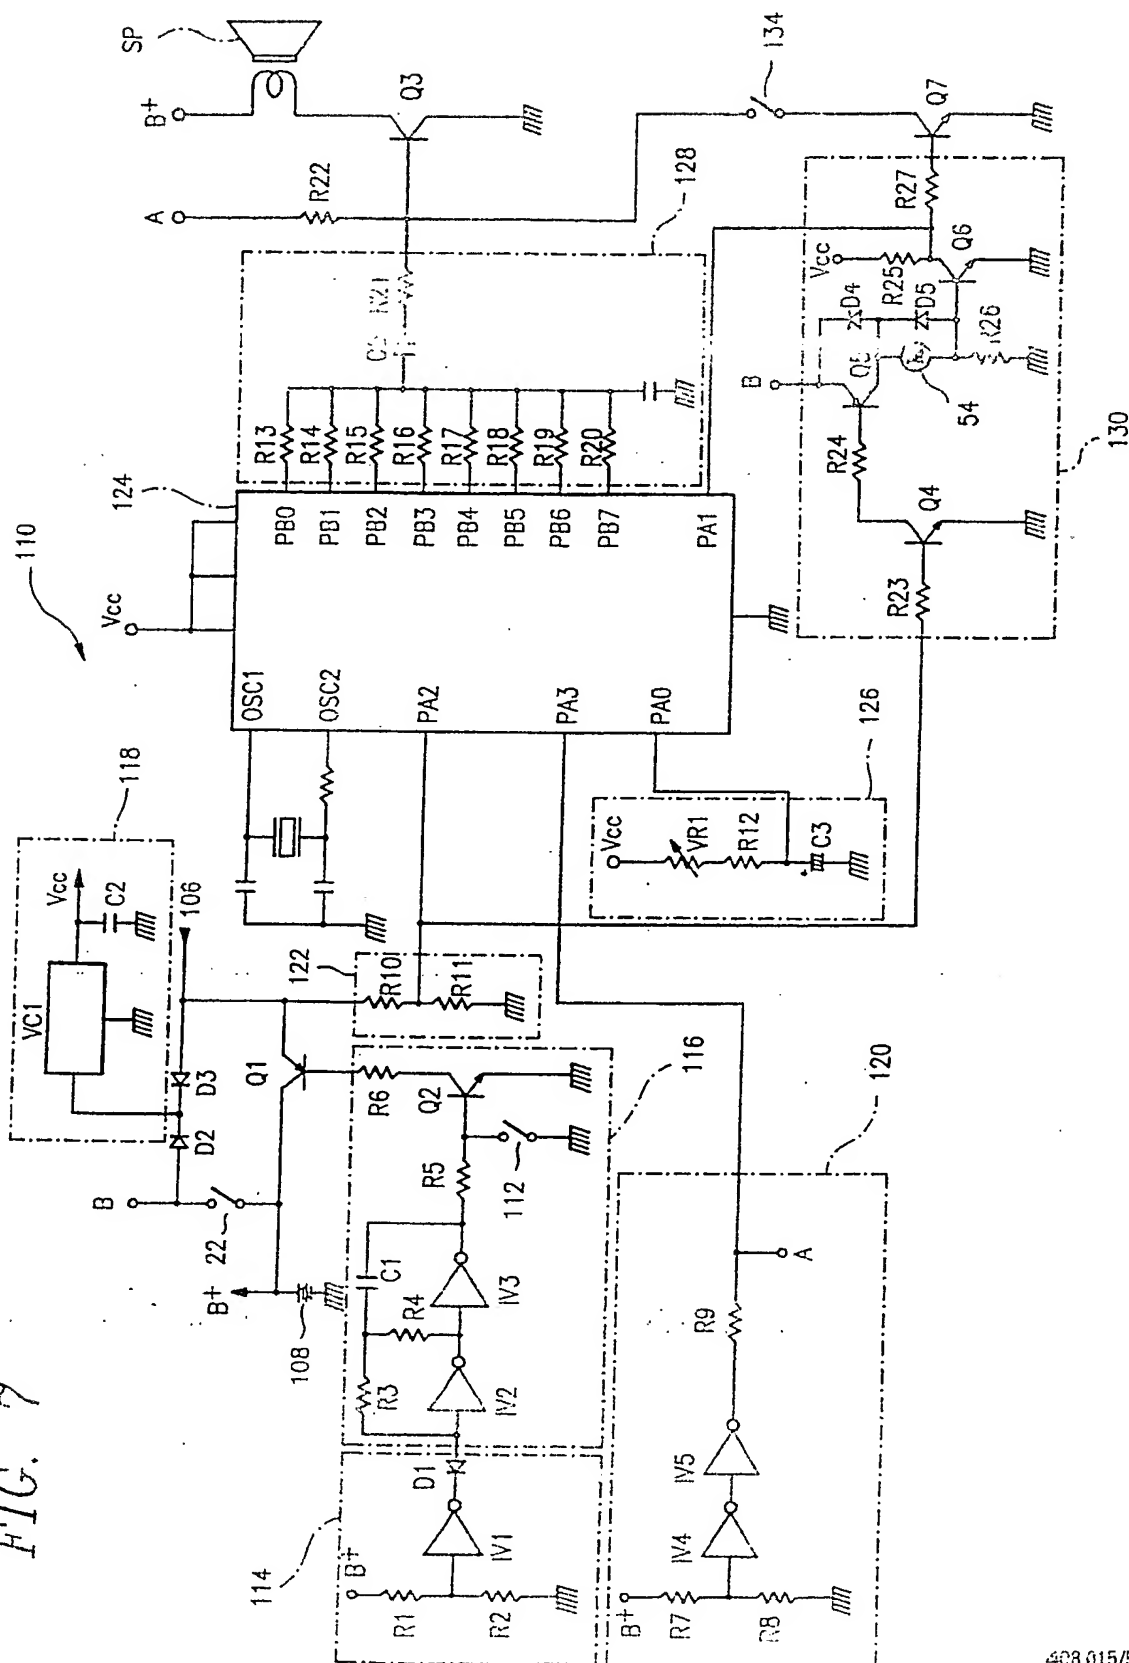 FIG. 9
110
SP
B+
A
R22
Q3
134
Q7
124
Vcc
OSC1
OSC2
PA2
PA3
PA0
PB0
PB1
PB2
PB3
PB4
PB5
PB6
PB7
PA1
R13
R14
R15
R16
R17
R18
R19
R20
R21
128
118
VC1
Vcc
C2
106
D3
D2
B
22
B+
108
Q1
122
R10
R11
126
Vcc
VR1
R12
C3
130
B
Vcc
R23
Q4
R24
Q5
54
D4
D5
R25
R26
Q6
R27
114
B+
R1
R2
IV1
D1
116
R3
R4
C1
IV2
IV3
R5
112
R6
Q2
120
B+
R7
R8
IV4
IV5
R9
A